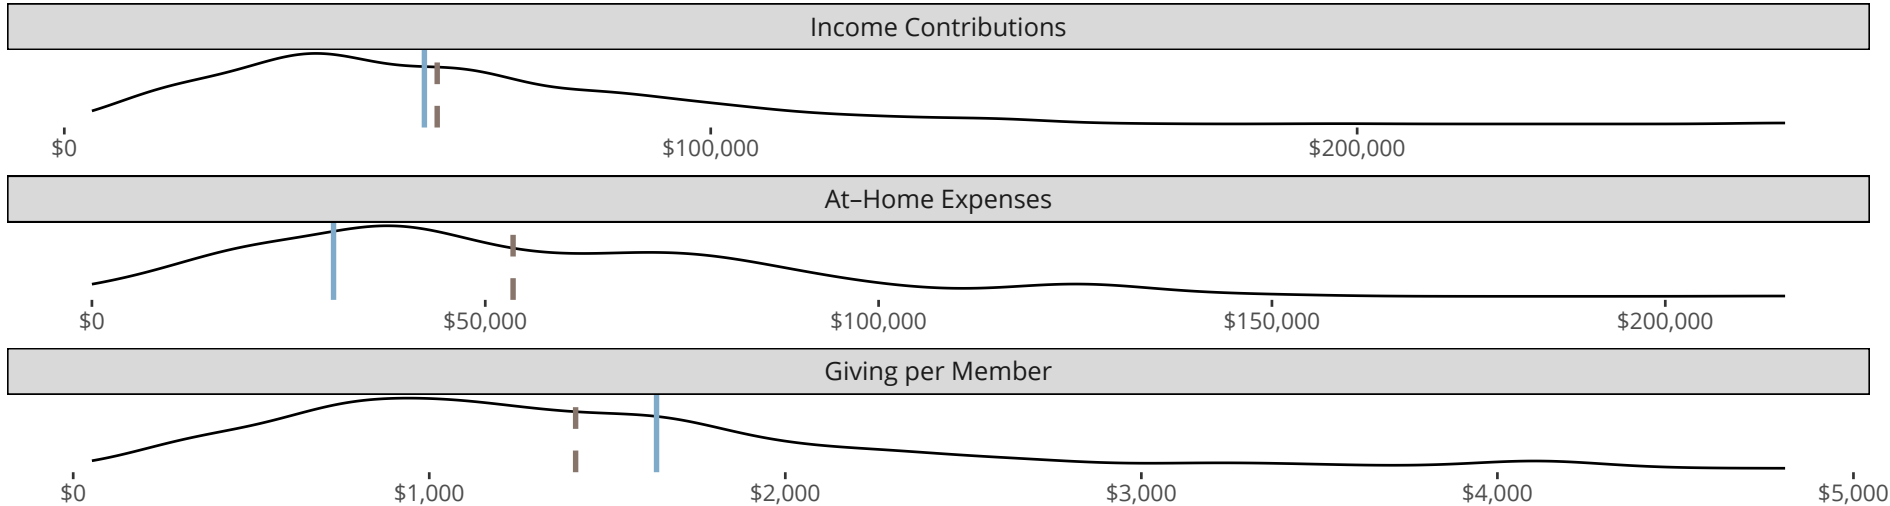 Income Contributions
$0 $100,000 $200,000
At–Home Expenses
$0 $50,000 $100,000 $150,000 $200,000
Giving per Member
$0 $1,000 $2,000 $3,000 $4,000 $5,000